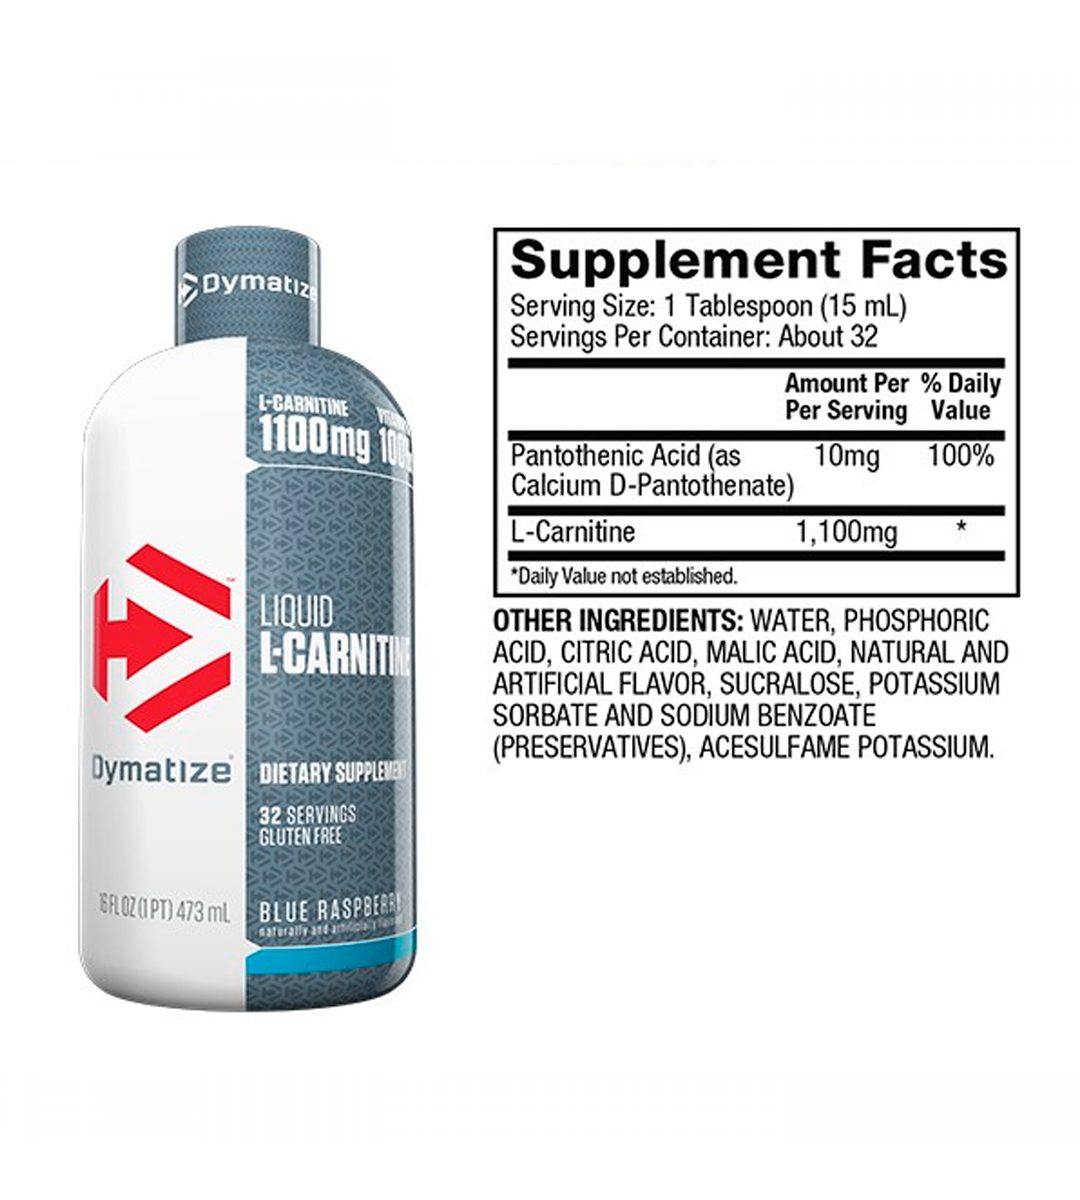 Dymatize
L-CARNITINE
1100mg
LIQUID
L-CARNITINE
Dymatize
DIETARY SUPPLEMENT
32 SERVINGS
GLUTEN FREE
16 FL OZ (1 PT) 473 mL
BLUE RASPBERRY
naturally and artificially
Supplement Facts
Serving Size: 1 Tablespoon (15 mL)
Servings Per Container: About 32
Amount Per % Daily
Per Serving Value
Pantothenic Acid (as 10mg 100%
Calcium D-Pantothenate)
L-Carnitine 1,100mg *
*Daily Value not established.
OTHER INGREDIENTS: WATER, PHOSPHORIC
ACID, CITRIC ACID, MALIC ACID, NATURAL AND
ARTIFICIAL FLAVOR, SUCRALOSE, POTASSIUM
SORBATE AND SODIUM BENZOATE
(PRESERVATIVES), ACESULFAME POTASSIUM.